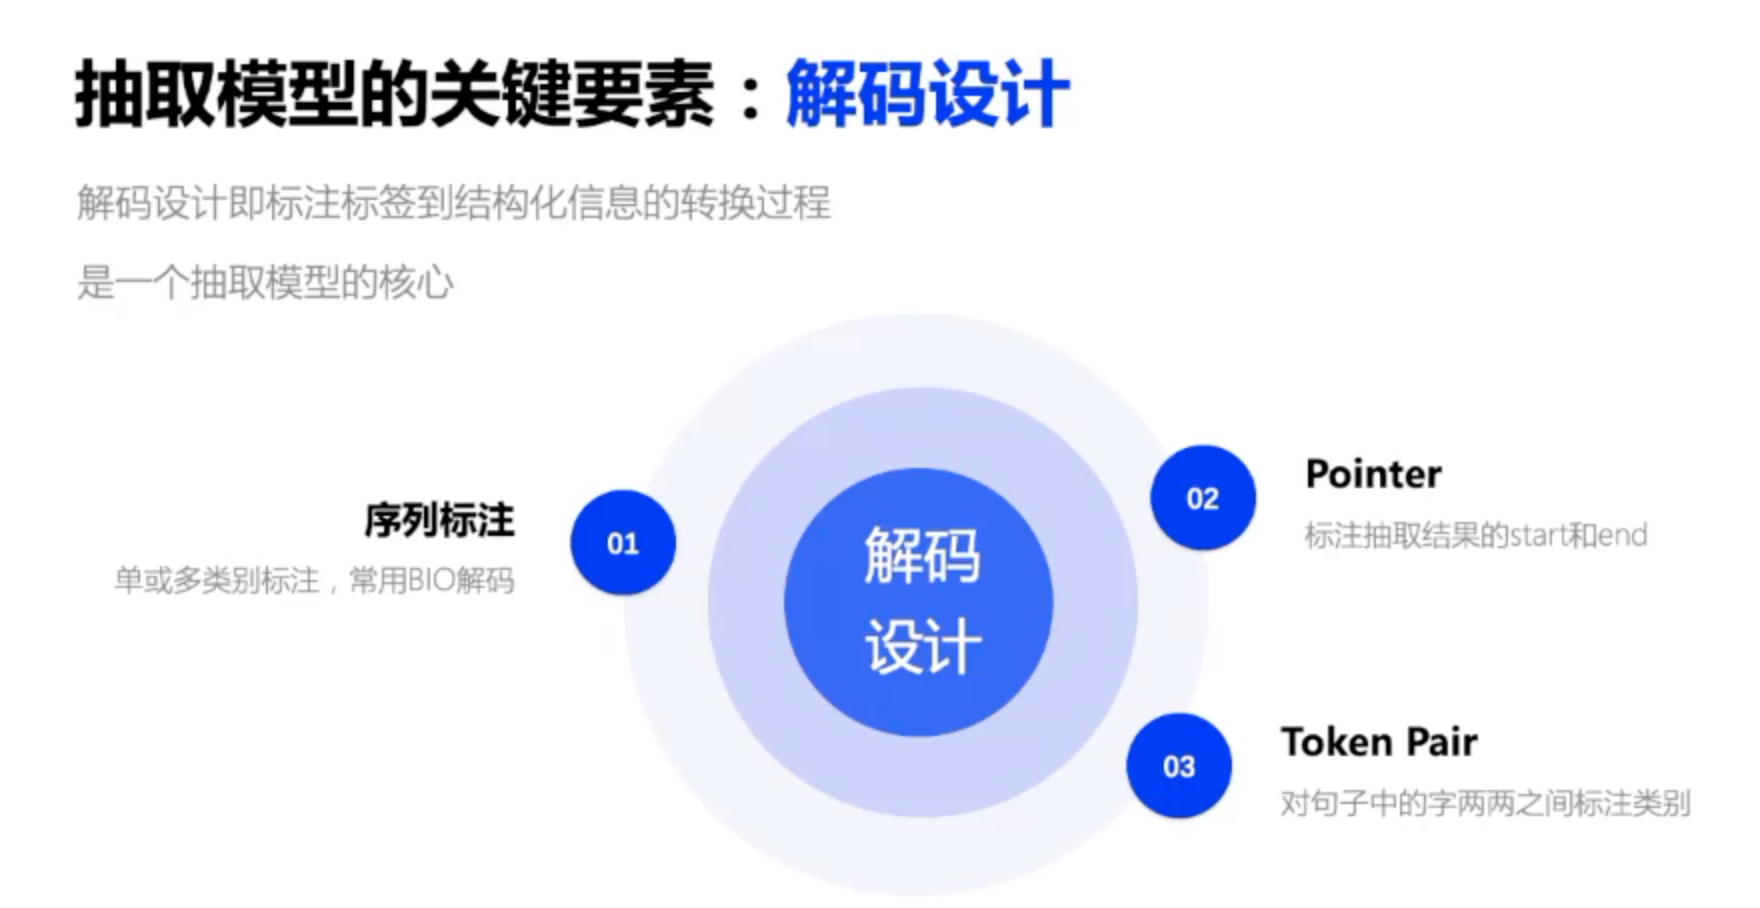 抽取模型的关键要素：解码设计
解码设计即标注标签到结构化信息的转换过程
是一个抽取模型的核心
序列标注
单或多类别标注，常用BIO解码
01
解码
设计
02
Pointer
标注抽取结果的start和end
03
Token Pair
对句子中的字两两之间标注类别